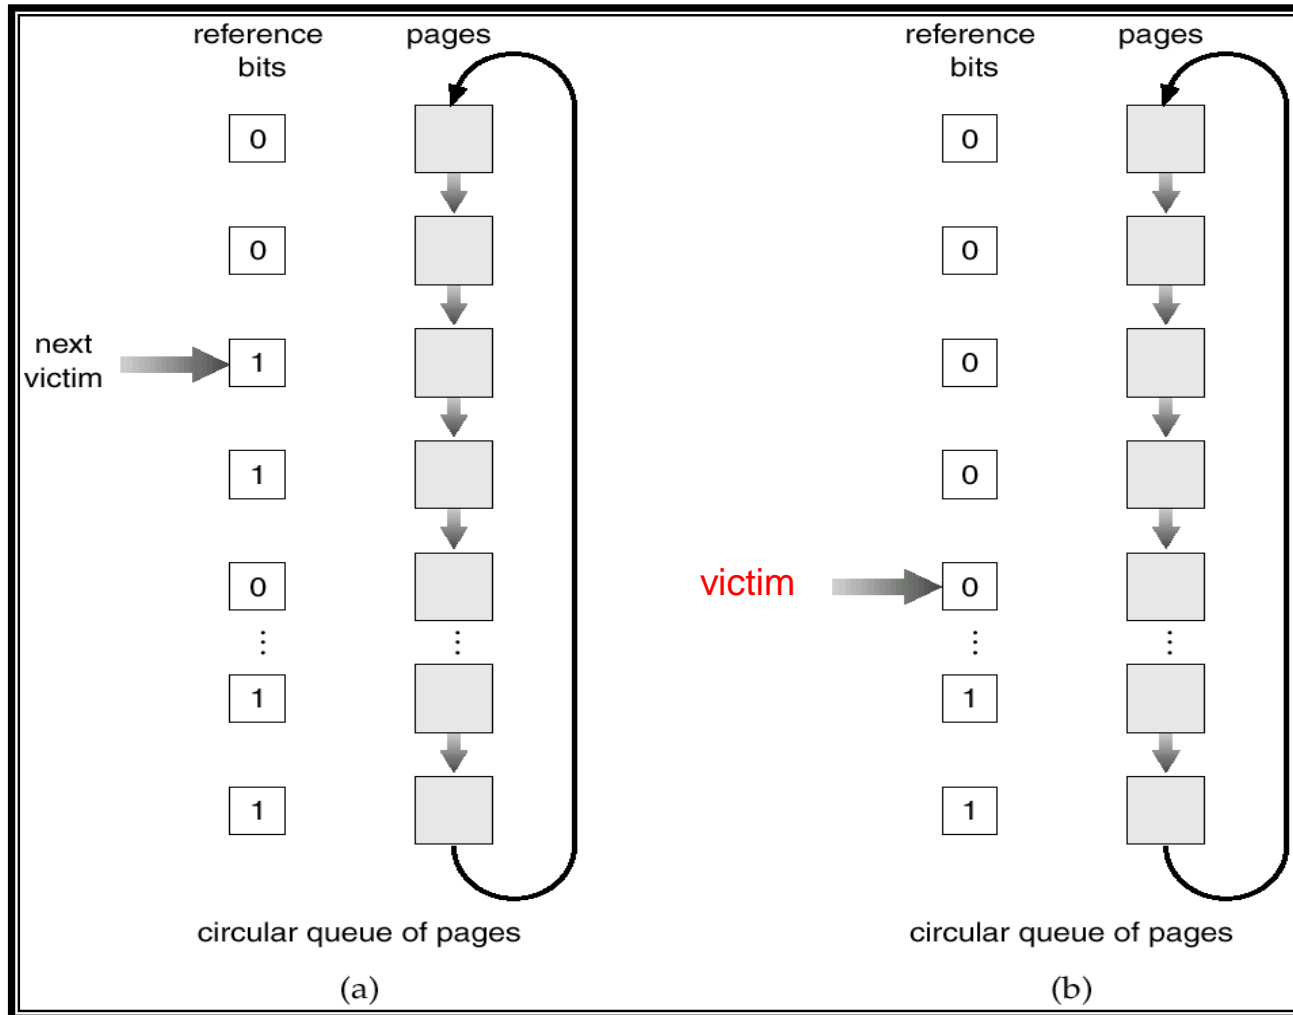 reference pages
bits
0
0
next
victim
1
1
0
⋮ ⋮
1
1
circular queue of pages
(a)
reference pages
bits
0
0
0
0
victim
0
⋮ ⋮
1
1
circular queue of pages
(b)